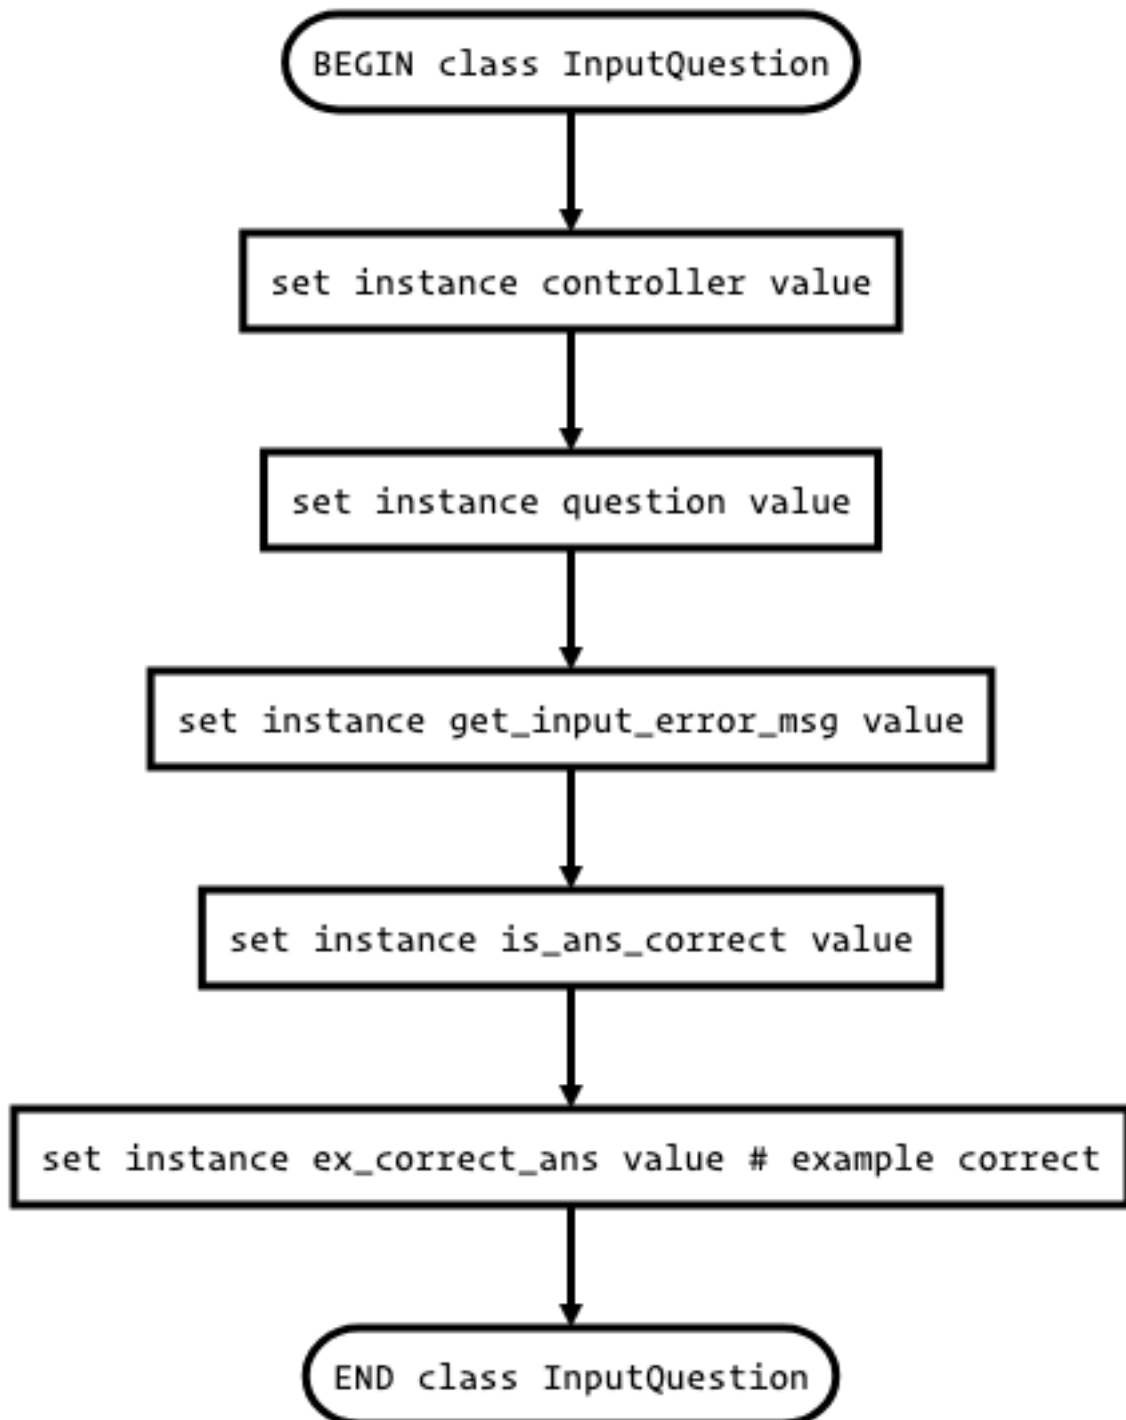 BEGIN class InputQuestion
set instance controller value
set instance question value
set instance get_input_error_msg value
set instance is_ans_correct value
set instance ex_correct_ans value # example correct
END class InputQuestion